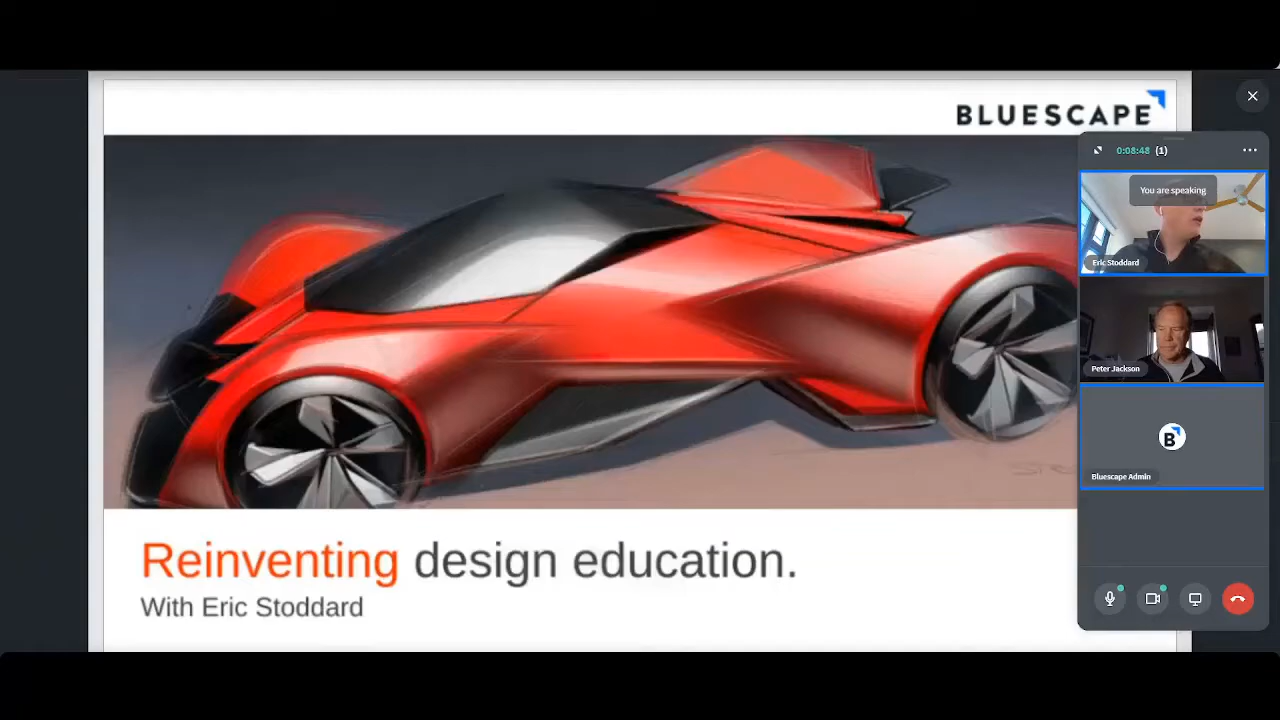 BLUESCAPE
0:08:48 (1)
You are speaking
Eric Stoddard
Peter Jackson
B
Bluescape Admin
Reinventing design education.
With Eric Stoddard